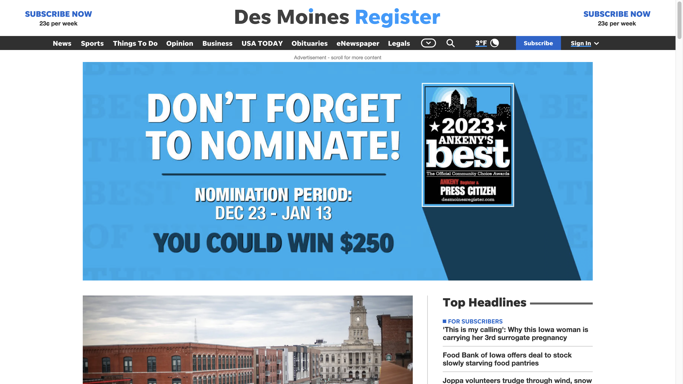 SUBSCRIBE NOW
23¢ per week
Des Moines Register
SUBSCRIBE NOW
23¢ per week
News Sports Things To Do Opinion Business USA TODAY Obituaries eNewspaper Legals 3°F Subscribe Sign In
Advertisement - scroll for more content
DON'T FORGET
TO NOMINATE!
NOMINATION PERIOD:
DEC 23 - JAN 13
YOU COULD WIN $250
2023
ANKENY'S
best
The Official Community Choice Awards
ANKENY Register &
PRESS CITIZEN
desmoinesregister.com
Top Headlines
FOR SUBSCRIBERS
'This is my calling': Why this Iowa woman is
carrying her 3rd surrogate pregnancy
Food Bank of Iowa offers deal to stock
slowly starving food pantries
Joppa volunteers trudge through wind, snow